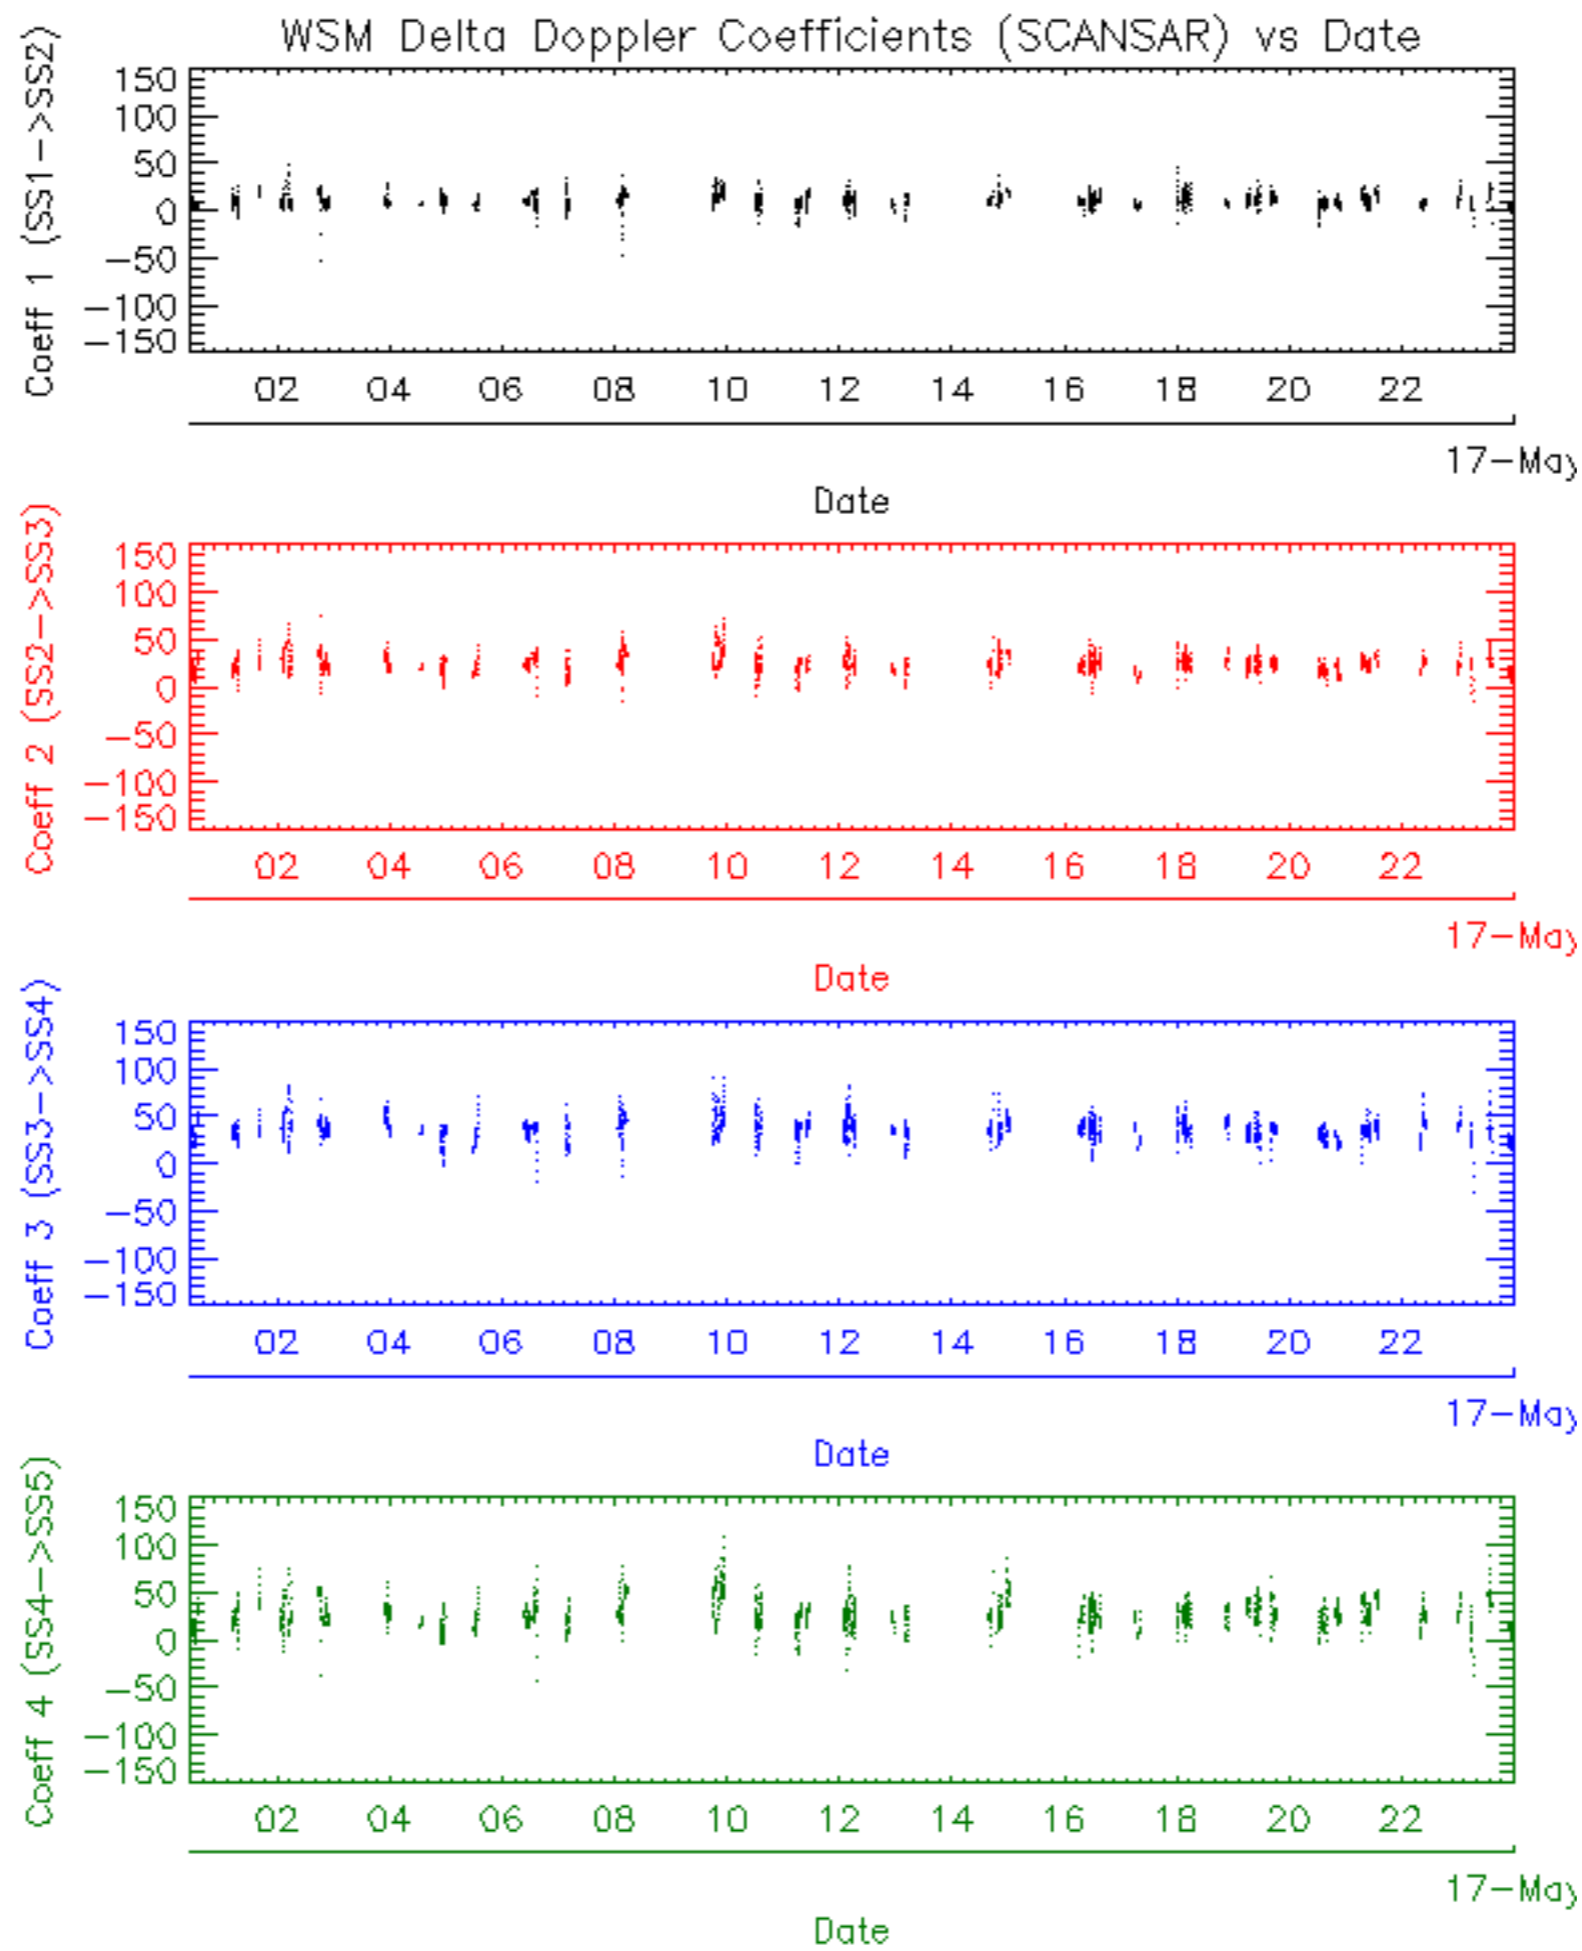 WSM Delta Doppler Coefficients (SCANSAR) vs Date
Coeff 1 (SS1->SS2)
150
100
50
0
-50
-100
-150
02 04 06 08 10 12 14 16 18 20 22
17-May
Date
Coeff 2 (SS2->SS3)
150
100
50
0
-50
-100
-150
02 04 06 08 10 12 14 16 18 20 22
17-May
Date
Coeff 3 (SS3->SS4)
150
100
50
0
-50
-100
-150
02 04 06 08 10 12 14 16 18 20 22
17-May
Date
Coeff 4 (SS4->SS5)
150
100
50
0
-50
-100
-150
02 04 06 08 10 12 14 16 18 20 22
17-May
Date